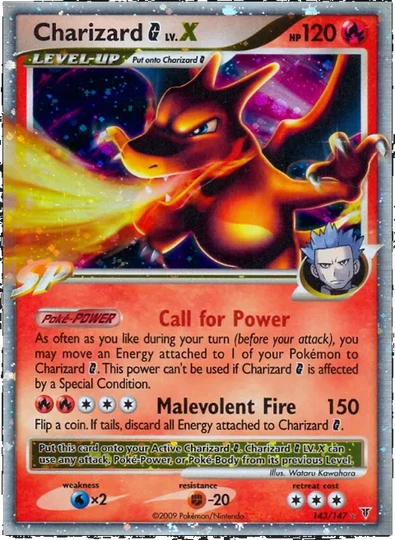 Charizard G LV.X HP 120
LEVEL-UP Put onto Charizard G
SP
Poké-POWER Call for Power
As often as you like during your turn (before your attack), you
may move an Energy attached to 1 of your Pokémon to
Charizard G. This power can't be used if Charizard G is affected
by a Special Condition.
Malevolent Fire 150
Flip a coin. If tails, discard all Energy attached to Charizard G.
Put this card onto your Active Charizard G. Charizard G LV.X can
use any attack, Poké-Power, or Poké-Body from its previous Level.
Illus. Wataru Kawahata
weakness resistance retreat cost
×2 -20
©2009 Pokémon/Nintendo 143/147